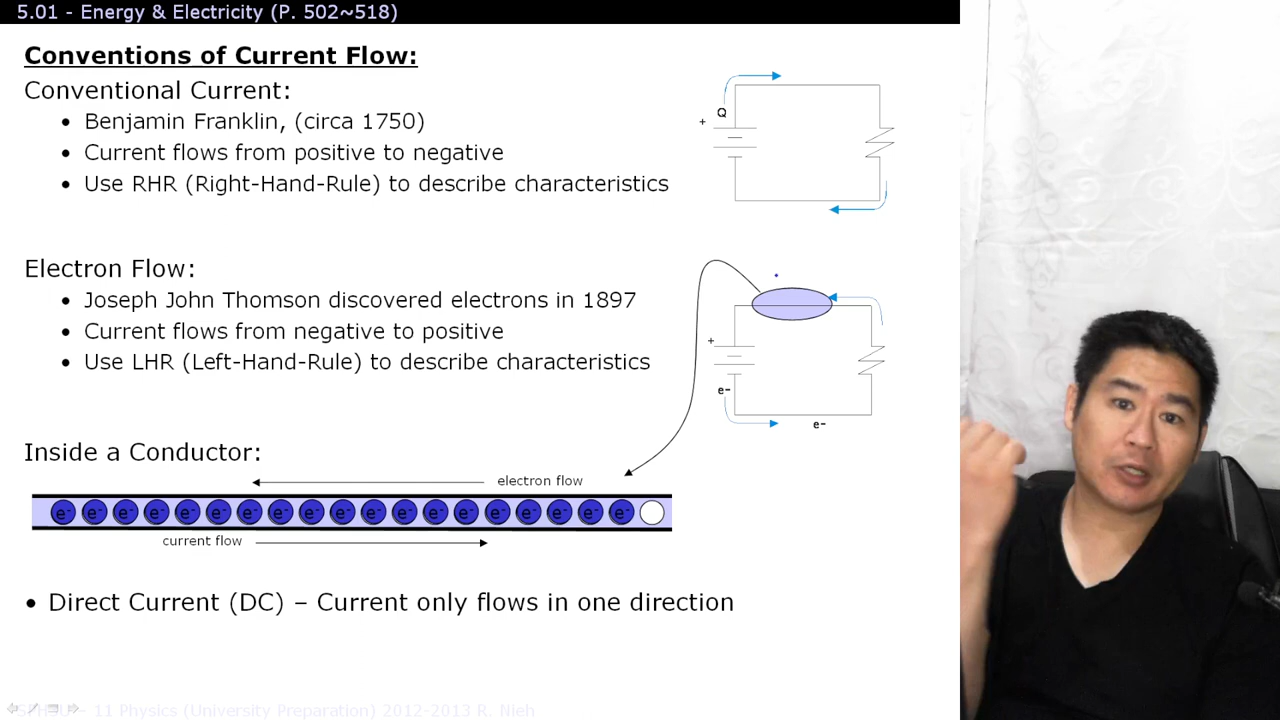 5.01 - Energy & Electricity (P. 502~518)
Conventions of Current Flow:
Conventional Current:
• Benjamin Franklin, (circa 1750)
• Current flows from positive to negative
• Use RHR (Right-Hand-Rule) to describe characteristics
Q
+
Electron Flow:
• Joseph John Thomson discovered electrons in 1897
• Current flows from negative to positive
• Use LHR (Left-Hand-Rule) to describe characteristics
+
e-
e-
Inside a Conductor:
electron flow
e- e- e- e- e- e- e- e- e- e- e- e- e- e- e- e- e- e- e-
current flow
• Direct Current (DC) – Current only flows in one direction
11 Physics (University Preparation) 2012-2013 R. Nieh